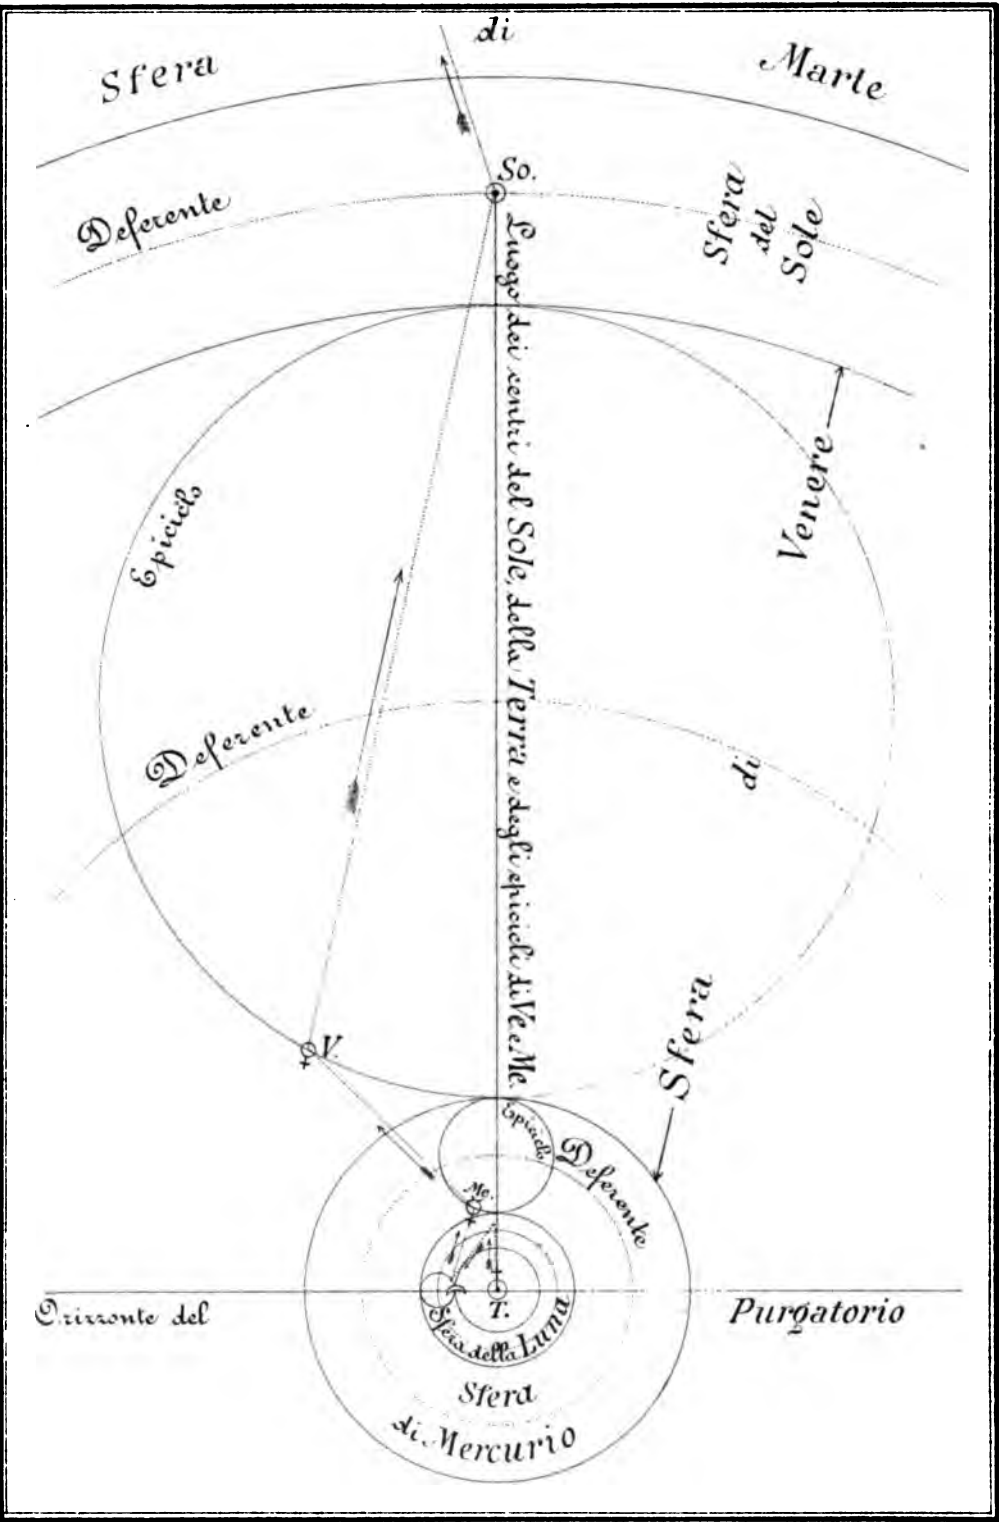 Sfera di Marte
So.
Deferente
Sfera
del
Sole
Luogo dei centri del Sole, della Terra e degli epicicli di Ve. e Me.
Epiciclo
Venere
Deferente di
V.
Sfera
Epiciclo
Deferente
Me.
T.
Orizzonte del Purgatorio
Sfera della Luna
Sfera
di Mercurio